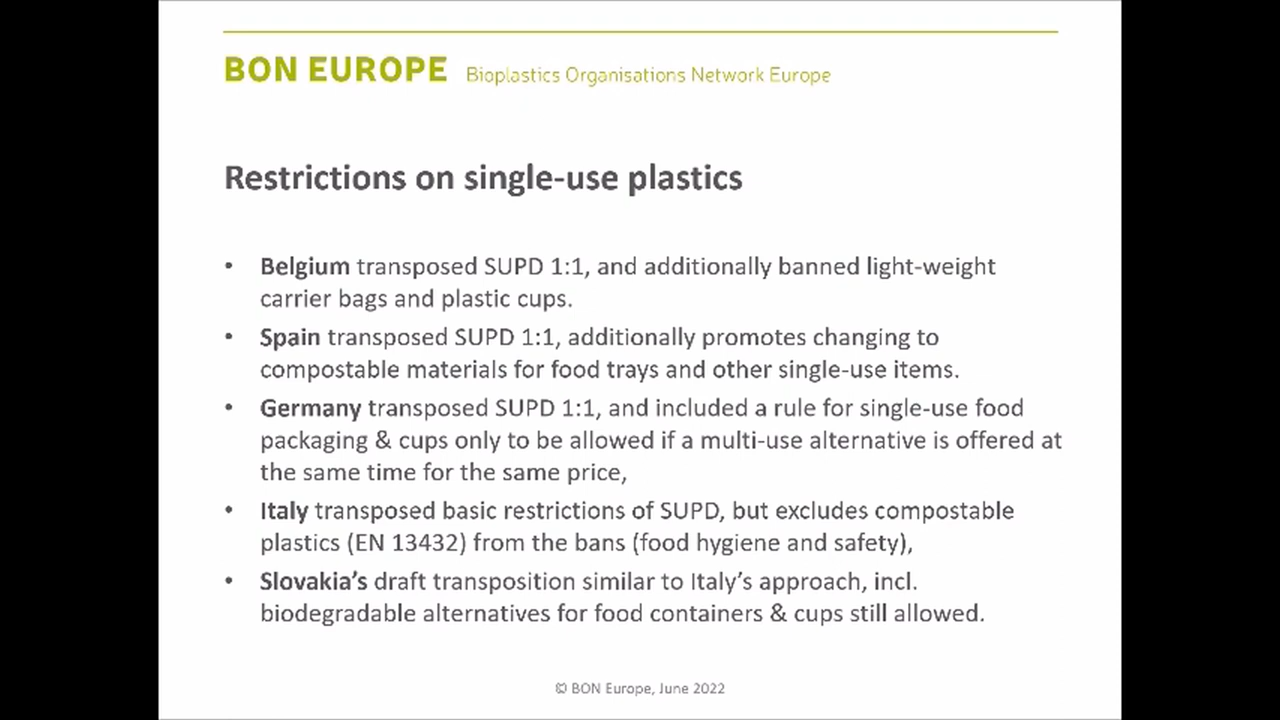 BON EUROPE Bioplastics Organisations Network Europe
Restrictions on single-use plastics
• Belgium transposed SUPD 1:1, and additionally banned light-weight
carrier bags and plastic cups.
• Spain transposed SUPD 1:1, additionally promotes changing to
compostable materials for food trays and other single-use items.
• Germany transposed SUPD 1:1, and included a rule for single-use food
packaging & cups only to be allowed if a multi-use alternative is offered at
the same time for the same price,
• Italy transposed basic restrictions of SUPD, but excludes compostable
plastics (EN 13432) from the bans (food hygiene and safety),
• Slovakia's draft transposition similar to Italy's approach, incl.
biodegradable alternatives for food containers & cups still allowed.
© BON Europe, June 2022